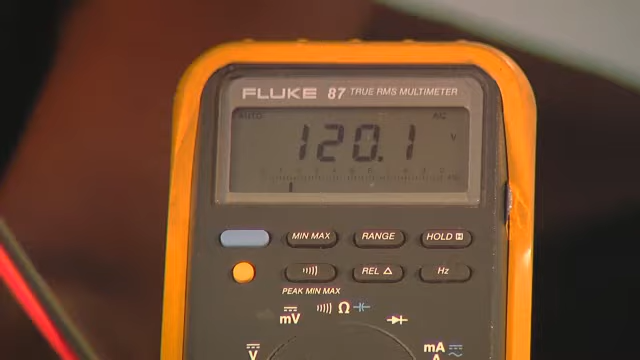 FLUKE 87 TRUE RMS MULTIMETER
AUTO AC
120.1 V
MIN MAX RANGE HOLD
REL △ Hz
PEAK MIN MAX
mV Ω
V mA
A